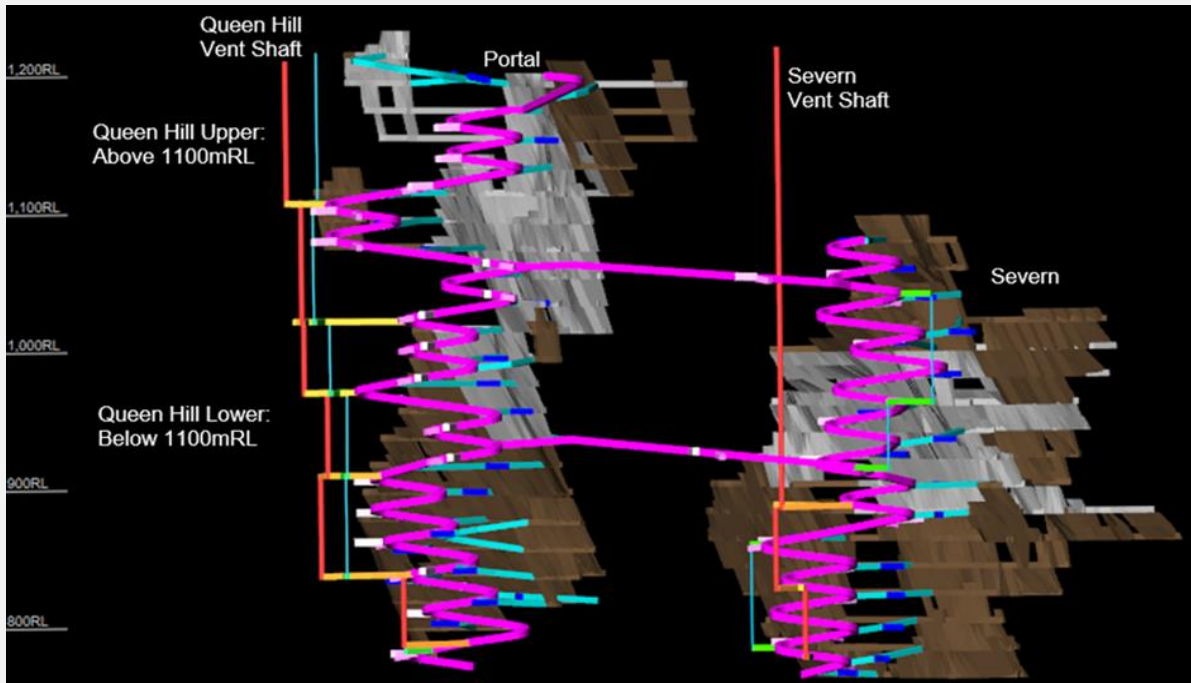 Queen Hill
Vent Shaft
Portal
1,200RL
Severn
Vent Shaft
Queen Hill Upper:
Above 1100mRL
1,100RL
Severn
1,000RL
Queen Hill Lower:
Below 1100mRL
900RL
800RL